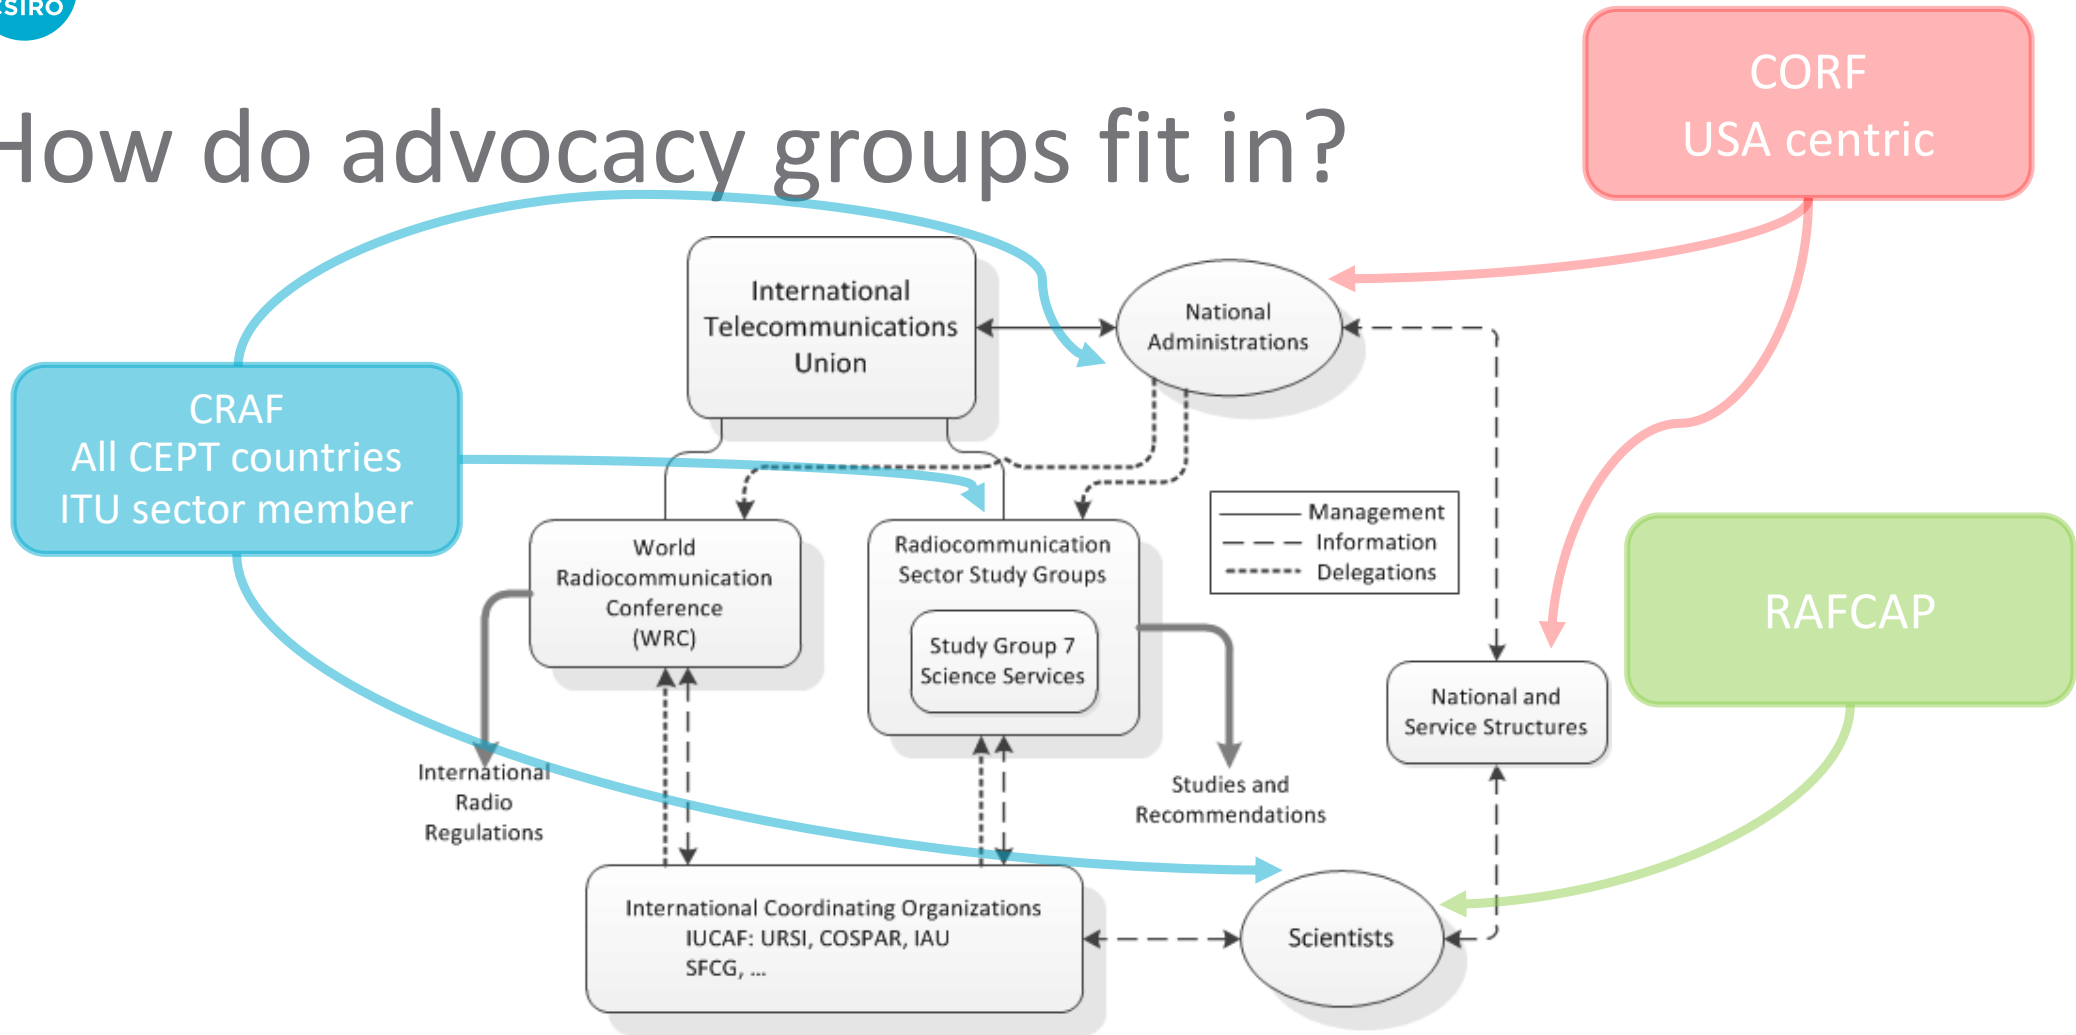 CSIRO
How do advocacy groups fit in?
CORF
USA centric
International
Telecommunications
Union
National
Administrations
CRAF
All CEPT countries
ITU sector member
Management
Information
Delegations
World
Radiocommunication
Conference
(WRC)
Radiocommunication
Sector Study Groups
Study Group 7
Science Services
RAFCAP
National and
Service Structures
International
Radio
Regulations
Studies and
Recommendations
International Coordinating Organizations
IUCAF: URSI, COSPAR, IAU
SFCG, ...
Scientists